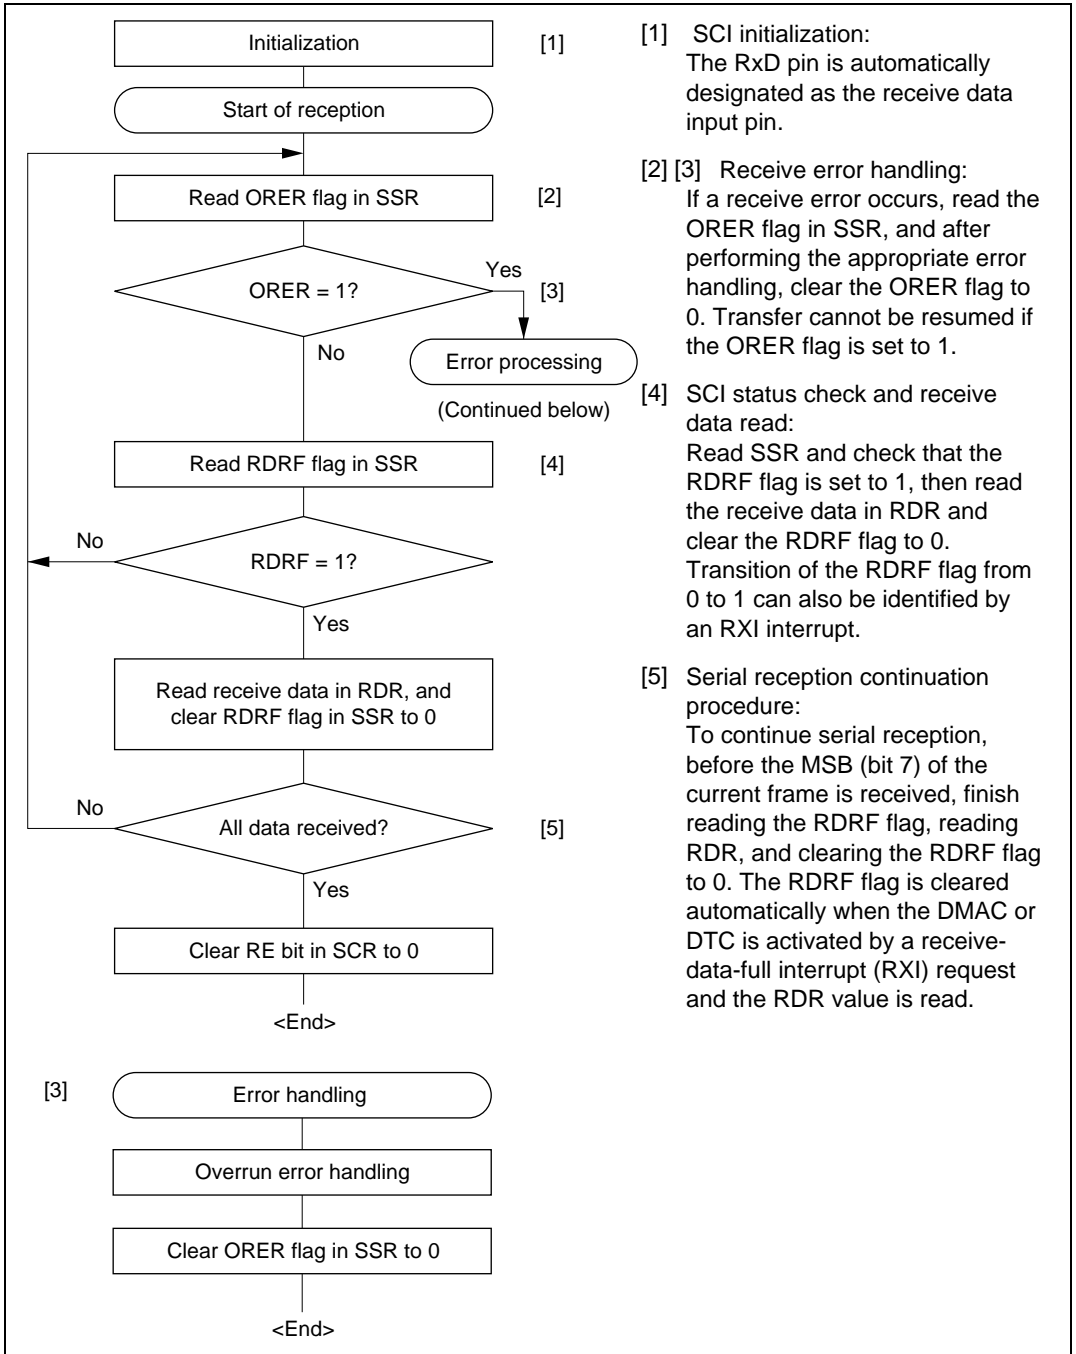 Initialization [1]
Start of reception
Read ORER flag in SSR [2]
ORER = 1?
Yes
[3]
No
Error processing
(Continued below)
Read RDRF flag in SSR [4]
No
RDRF = 1?
Yes
Read receive data in RDR, and
clear RDRF flag in SSR to 0
No
All data received? [5]
Yes
Clear RE bit in SCR to 0
<End>
[3] Error handling
Overrun error handling
Clear ORER flag in SSR to 0
<End>
[1] SCI initialization:
The RxD pin is automatically
designated as the receive data
input pin.
[2] [3] Receive error handling:
If a receive error occurs, read the
ORER flag in SSR, and after
performing the appropriate error
handling, clear the ORER flag to
0. Transfer cannot be resumed if
the ORER flag is set to 1.
[4] SCI status check and receive
data read:
Read SSR and check that the
RDRF flag is set to 1, then read
the receive data in RDR and
clear the RDRF flag to 0.
Transition of the RDRF flag from
0 to 1 can also be identified by
an RXI interrupt.
[5] Serial reception continuation
procedure:
To continue serial reception,
before the MSB (bit 7) of the
current frame is received, finish
reading the RDRF flag, reading
RDR, and clearing the RDRF flag
to 0. The RDRF flag is cleared
automatically when the DMAC or
DTC is activated by a receive-
data-full interrupt (RXI) request
and the RDR value is read.